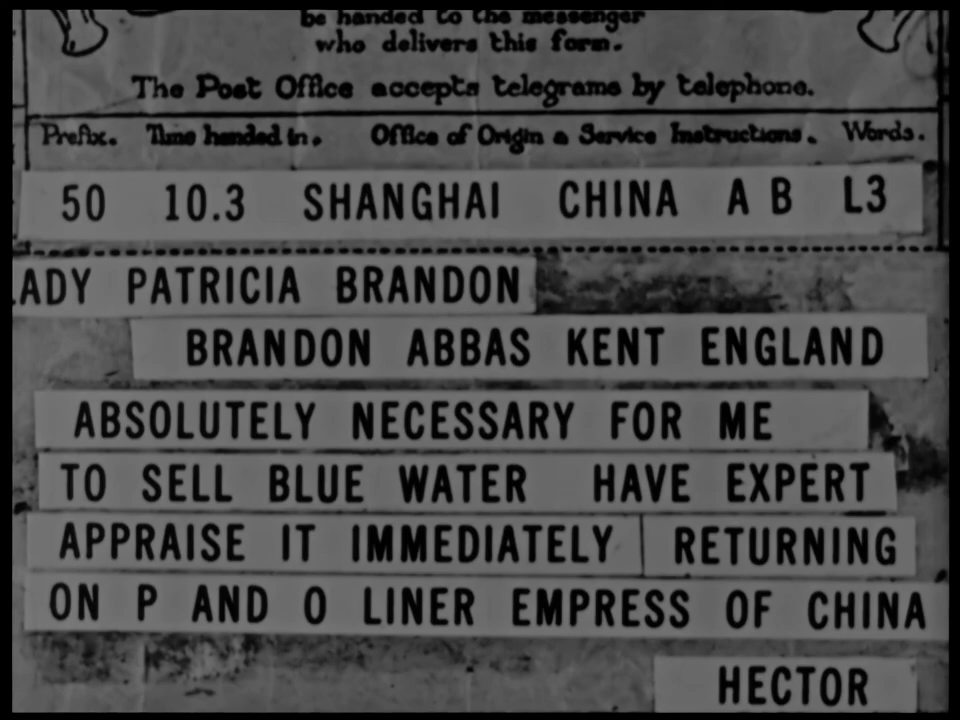 be handed to the messenger
who delivers this form.
The Post Office accepts telegrams by telephone.
Prefix. Time handed in. Office of Origin & Service Instructions. Words.
50 10.3 SHANGHAI CHINA A B L3
LADY PATRICIA BRANDON
BRANDON ABBAS KENT ENGLAND
ABSOLUTELY NECESSARY FOR ME
TO SELL BLUE WATER HAVE EXPERT
APPRAISE IT IMMEDIATELY RETURNING
ON P AND O LINER EMPRESS OF CHINA
HECTOR